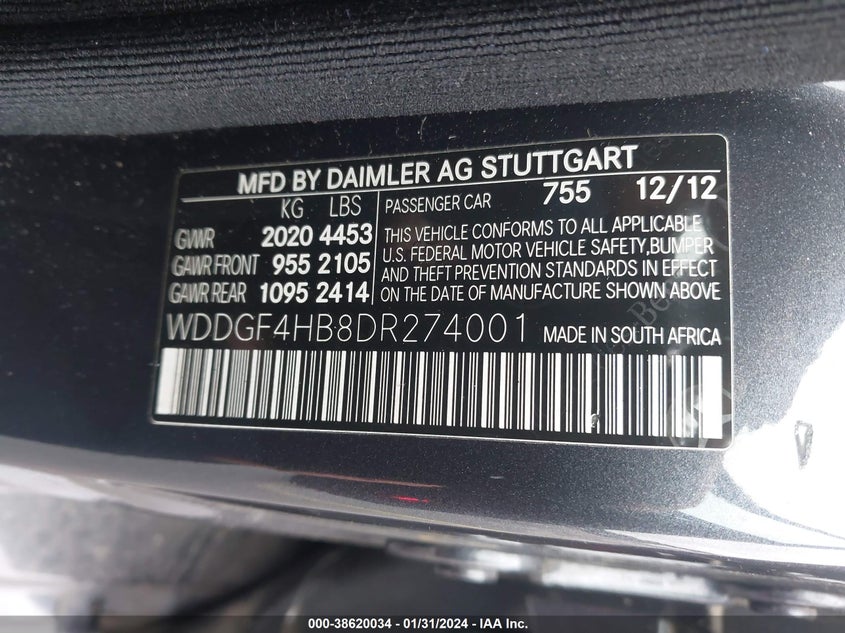 MFD BY DAIMLER AG STUTTGART
KG LBS
GVWR 2020 4453
GAWR FRONT 955 2105
GAWR REAR 1095 2414
PASSENGER CAR 755 12/12
THIS VEHICLE CONFORMS TO ALL APPLICABLE
U.S. FEDERAL MOTOR VEHICLE SAFETY,BUMPER
AND THEFT PREVENTION STANDARDS IN EFFECT
ON THE DATE OF MANUFACTURE SHOWN ABOVE
WDDGF4HB8DR274001 MADE IN SOUTH AFRICA
000-38620034 - 01/31/2024 - IAA Inc.